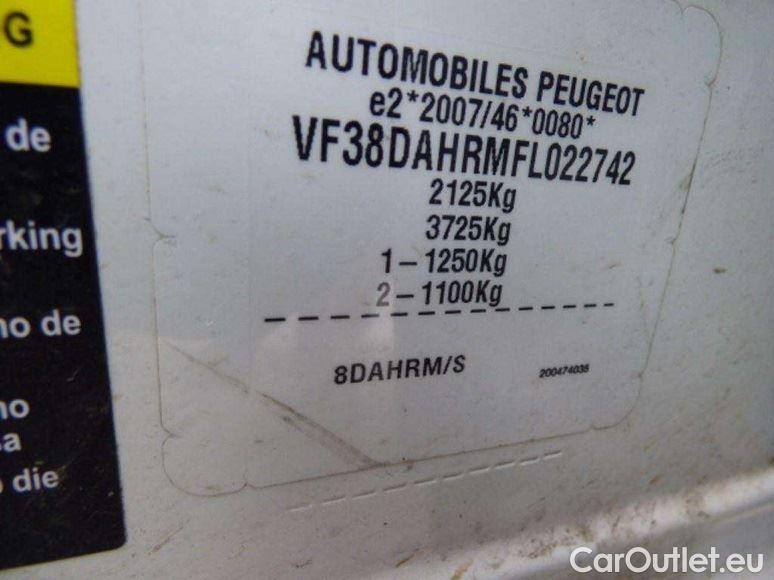 G
de
rking
no de
no
sa
die
AUTOMOBILES PEUGEOT
e2*2007/46*0080*
VF38DAHRMFL022742
2125Kg
3725Kg
1-1250Kg
2-1100Kg
8DAHRM/S 200474035
CarOutlet.eu